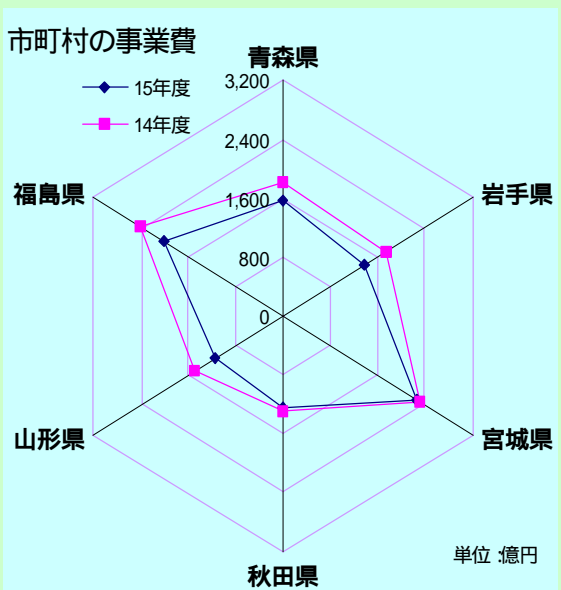 市町村の事業費
15年度
14年度
青森県
3,200
2,400
1,600
800
0
福島県
岩手県
山形県
宮城県
秋田県
単位:億円